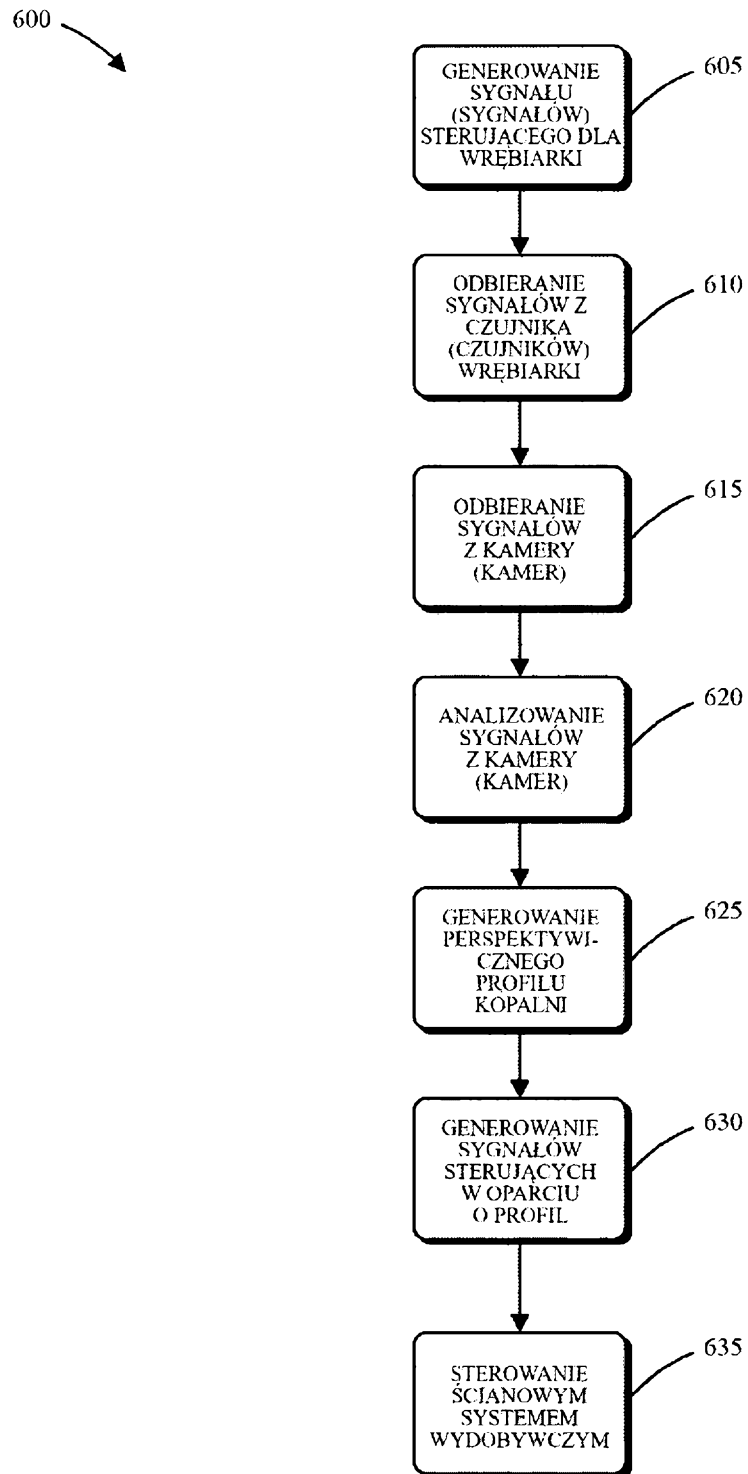 600
GENEROWANIE
SYGNAŁU
(SYGNAŁÓW)
STERUJĄCEGO DLA
WRĘBIARKI
605
ODBIERANIE
SYGNAŁÓW Z
CZUJNIKA
(CZUJNIKÓW)
WRĘBIARKI
610
ODBIERANIE
SYGNAŁÓW
Z KAMERY
(KAMER)
615
ANALIZOWANIE
SYGNAŁÓW
Z KAMERY
(KAMER)
620
GENEROWANIE
PERSPEKTYWI-
CZNEGO
PROFILU
KOPALNI
625
GENEROWANIE
SYGNAŁÓW
STERUJĄCYCH
W OPARCIU
O PROFIL
630
STEROWANIE
ŚCIANOWYM
SYSTEMEM
WYDOBYWCZYM
635